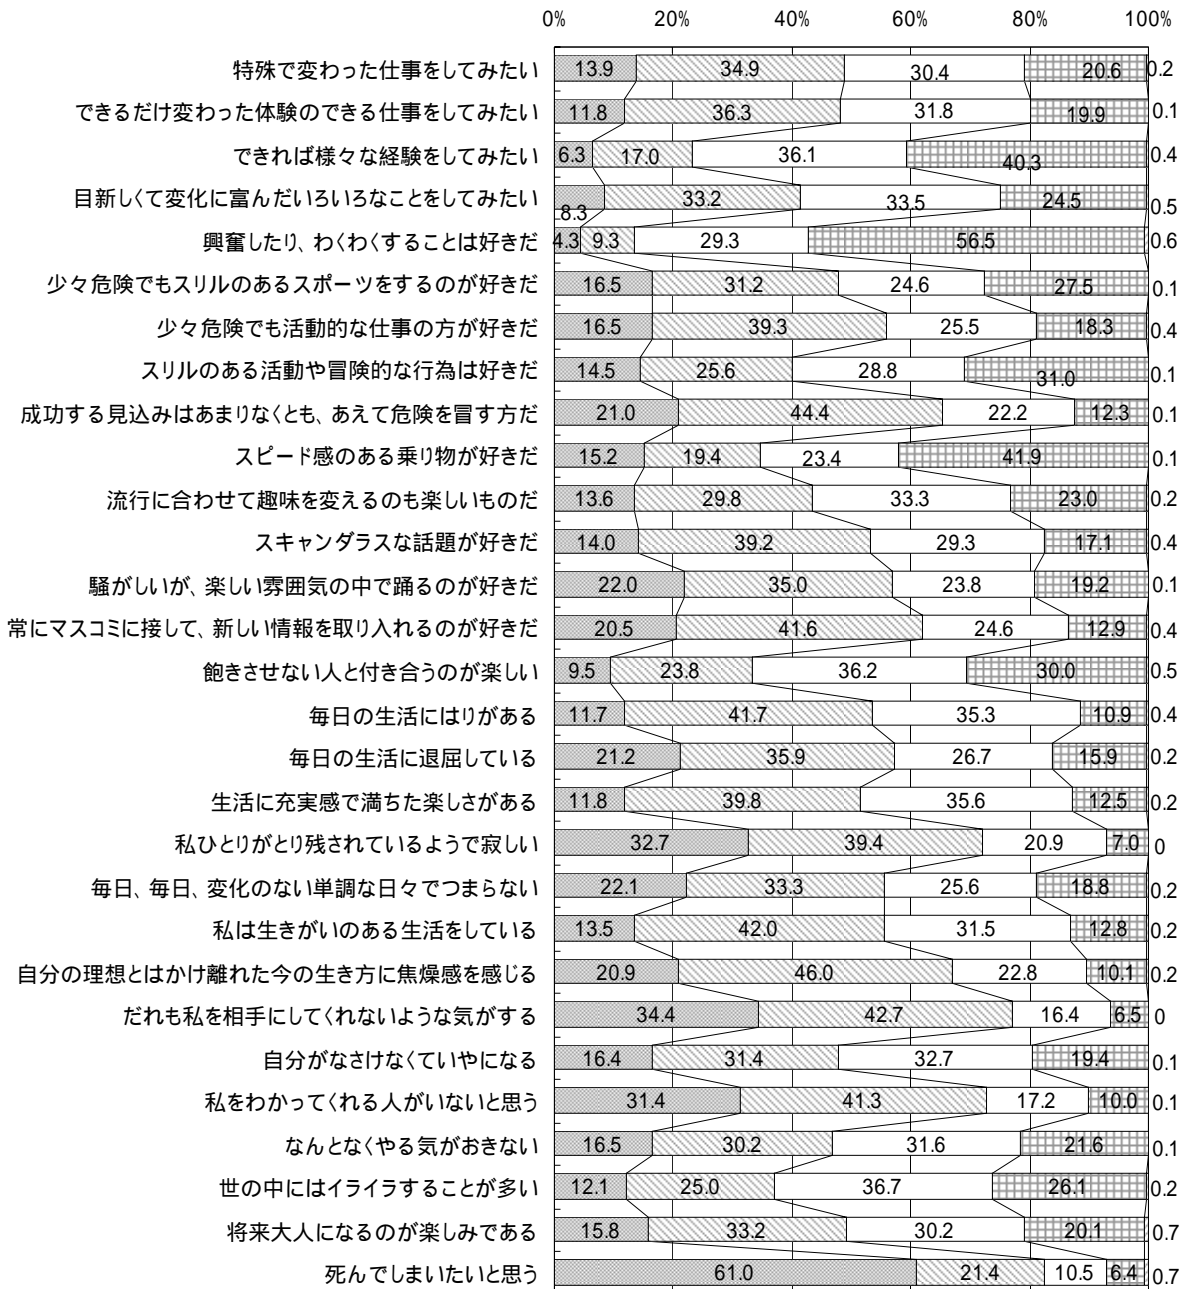 0% 20% 40% 60% 80% 100%
特殊で変わった仕事をしてみたい 13.9 34.9 30.4 20.6 0.2
できるだけ変わった体験のできる仕事をしてみたい 11.8 36.3 31.8 19.9 0.1
できれば様々な経験をしてみたい 6.3 17.0 36.1 40.3 0.4
目新しくて変化に富んだいろいろなことをしてみたい 8.3 33.2 33.5 24.5 0.5
興奮したり、わくわくすることは好きだ 4.3 9.3 29.3 56.5 0.6
少々危険でもスリルのあるスポーツをするのが好きだ 16.5 31.2 24.6 27.5 0.1
少々危険でも活動的な仕事の方が好きだ 16.5 39.3 25.5 18.3 0.4
スリルのある活動や冒険的な行為は好きだ 14.5 25.6 28.8 31.0 0.1
成功する見込みはあまりなくとも、あえて危険を冒す方だ 21.0 44.4 22.2 12.3 0.1
スピード感のある乗り物が好きだ 15.2 19.4 23.4 41.9 0.1
流行に合わせて趣味を変えるのも楽しいものだ 13.6 29.8 33.3 23.0 0.2
スキャンダラスな話題が好きだ 14.0 39.2 29.3 17.1 0.4
騒がしいが、楽しい雰囲気の中で踊るのが好きだ 22.0 35.0 23.8 19.2 0.1
常にマスコミに接して、新しい情報を取り入れるのが好きだ 20.5 41.6 24.6 12.9 0.4
飽きさせない人と付き合うのが楽しい 9.5 23.8 36.2 30.0 0.5
毎日の生活にはりがある 11.7 41.7 35.3 10.9 0.4
毎日の生活に退屈している 21.2 35.9 26.7 15.9 0.2
生活に充実感で満ちた楽しさがある 11.8 39.8 35.6 12.5 0.2
私ひとりがとり残されているようで寂しい 32.7 39.4 20.9 7.0 0
毎日、毎日、変化のない単調な日々でつまらない 22.1 33.3 25.6 18.8 0.2
私は生きがいのある生活をしている 13.5 42.0 31.5 12.8 0.2
自分の理想とはかけ離れた今の生き方に焦燥感を感じる 20.9 46.0 22.8 10.1 0.2
だれも私を相手にしてくれないような気がする 34.4 42.7 16.4 6.5 0
自分がなさけなくていやになる 16.4 31.4 32.7 19.4 0.1
私をわかってくれる人がいないと思う 31.4 41.3 17.2 10.0 0.1
なんとなくやる気がおきない 16.5 30.2 31.6 21.6 0.1
世の中にはイライラすることが多い 12.1 25.0 36.7 26.1 0.2
将来大人になるのが楽しみである 15.8 33.2 30.2 20.1 0.7
死んでしまいたいと思う 61.0 21.4 10.5 6.4 0.7